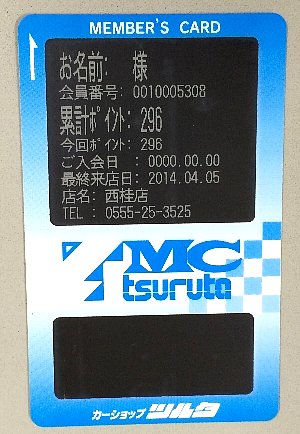 MEMBER'S CARD
お名前: 様
会員番号: 0010005308
累計ﾎﾟｲﾝﾄ: 296
今回ﾎﾟｲﾝﾄ: 296
ご入会日 : 0000.00.00
最終来店日: 2014.04.05
店名: 西桂店
TEL : 0555-25-3525
TMC
tsuruta
カーショップ ツルタ